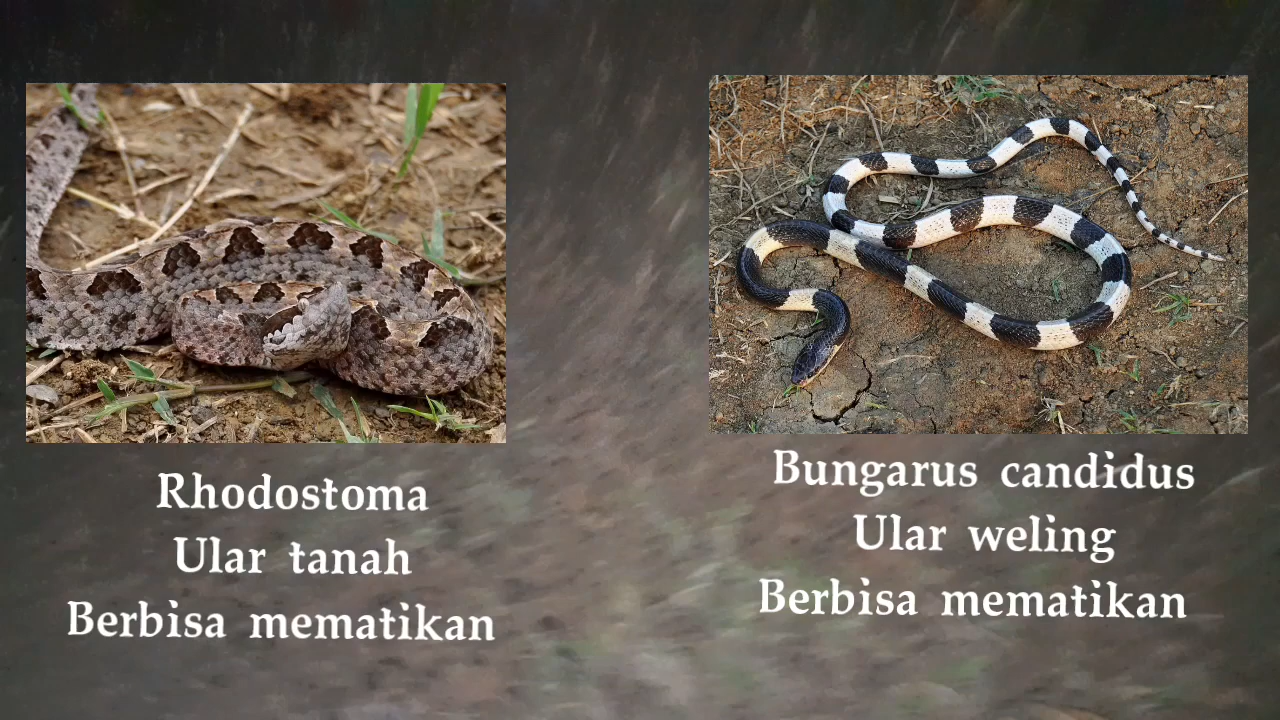 Rhodostoma
Ular tanah
Berbisa mematikan
Bungarus candidus
Ular weling
Berbisa mematikan